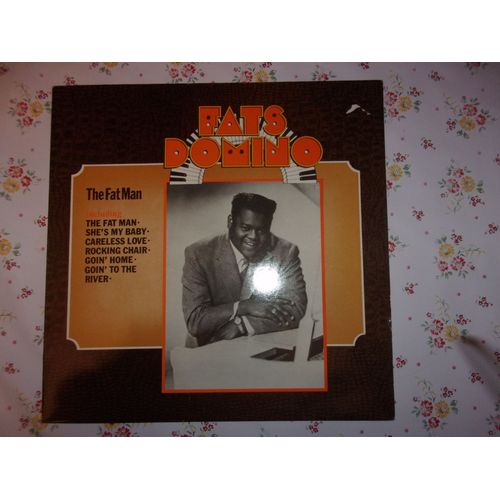 FATS
DOMINO
The Fat Man
including
THE FAT MAN·
SHE'S MY BABY·
CARELESS LOVE·
ROCKING CHAIR·
GOIN' HOME·
GOIN' TO THE
RIVER·